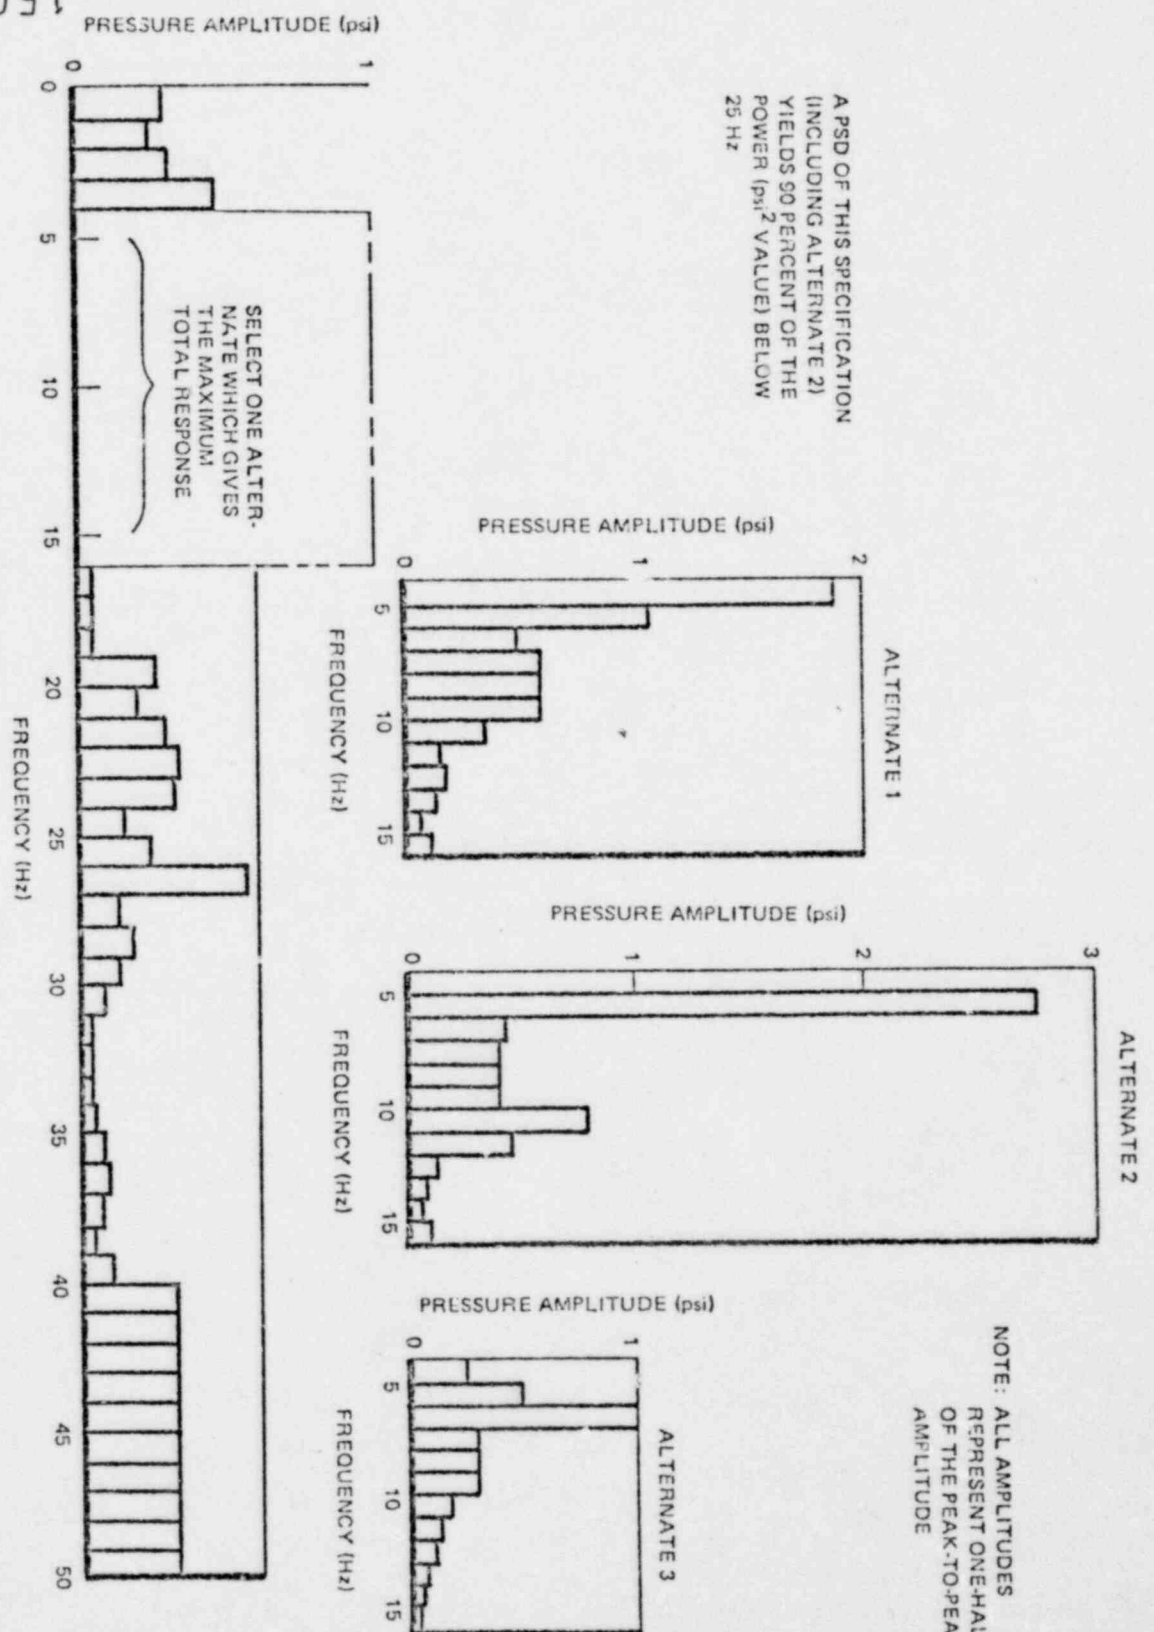 A PSD OF THIS SPECIFICATION
(INCLUDING ALTERNATE 2)
YIELDS 90 PERCENT OF THE
POWER (psi² VALUE) BELOW
25 Hz
NOTE: ALL AMPLITUDES
REPRESENT ONE-HAL
OF THE PEAK-TO-PEA
AMPLITUDE
ALTERNATE 1
PRESSURE AMPLITUDE (psi)
2
1
0
5
10
15
FREQUENCY (Hz)
ALTERNATE 2
PRESSURE AMPLITUDE (psi)
3
2
1
0
5
10
15
FREQUENCY (Hz)
ALTERNATE 3
PRESSURE AMPLITUDE (psi)
1
0
5
10
15
FREQUENCY (Hz)
PRESSURE AMPLITUDE (psi)
1
0
SELECT ONE ALTER-
NATE WHICH GIVES
THE MAXIMUM
TOTAL RESPONSE
0
5
10
15
20
25
30
35
40
45
50
FREQUENCY (Hz)